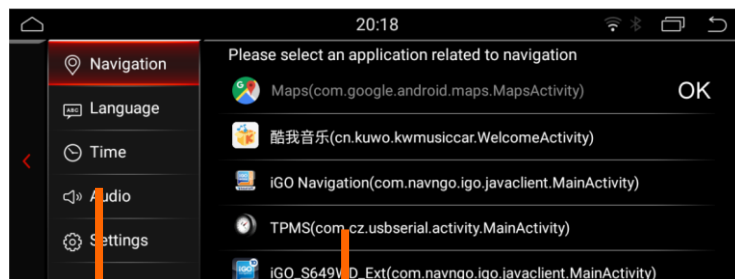 20:18
Navigation
Language
Time
Audio
Settings
Please select an application related to navigation
Maps(com.google.android.maps.MapsActivity)
OK
酷我音乐(cn.kuwo.kwmusiccar.WelcomeActivity)
iGO Navigation(com.navngo.igo.javaclient.MainActivity)
TPMS(com.cz.usbserial.activity.MainActivity)
iGO_S649WD_Ext(com.navngo.igo.javaclient.MainActivity)